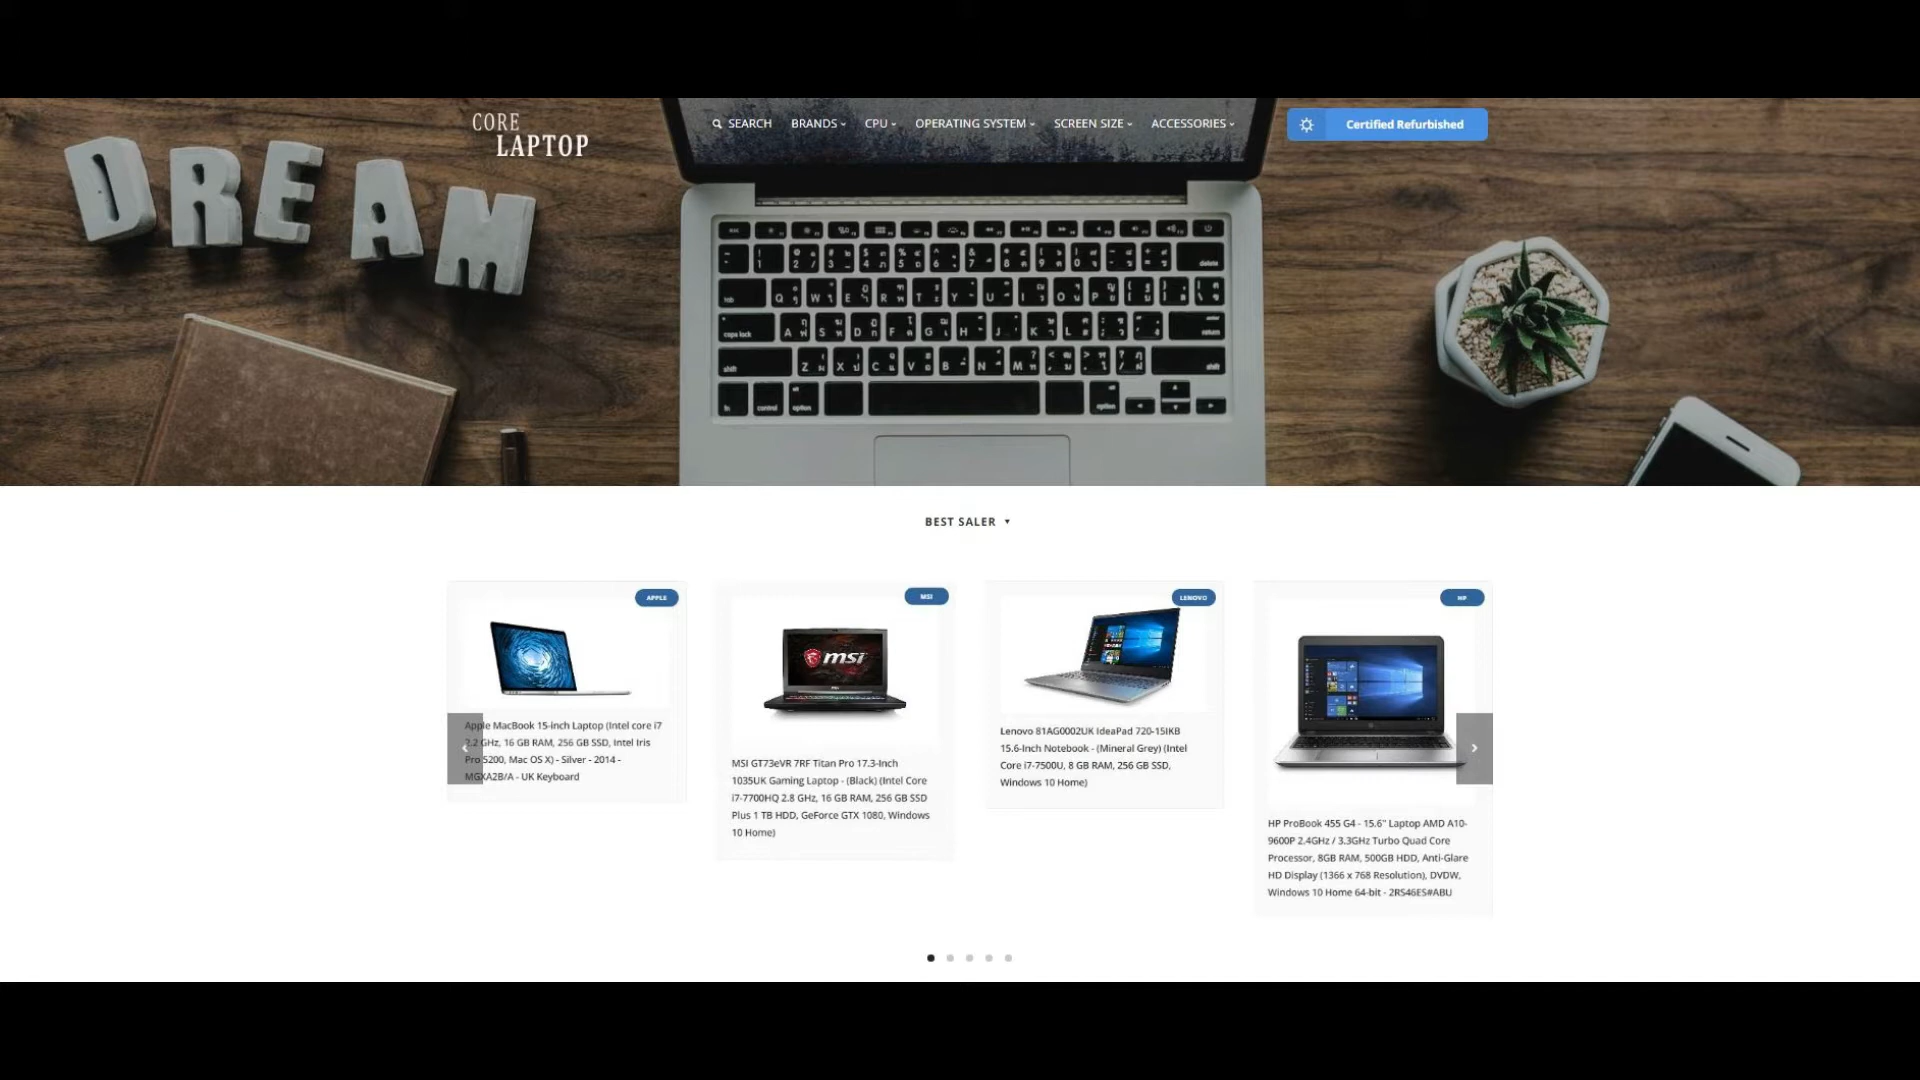 CORE
LAPTOP
SEARCH BRANDS CPU OPERATING SYSTEM SCREEN SIZE ACCESSORIES
Certified Refurbished
DREAM
BEST SALER
APPLE
Apple MacBook 15-inch Laptop (Intel core i7
2.2 GHz, 16 GB RAM, 256 GB SSD, Intel Iris
Pro 5200, Mac OS X) - Silver - 2014 -
MGXA2B/A - UK Keyboard
MSI
msi
MSI GT73eVR 7RF Titan Pro 17.3-Inch
1035UK Gaming Laptop - (Black) (Intel Core
i7-7700HQ 2.8 GHz, 16 GB RAM, 256 GB SSD
Plus 1 TB HDD, GeForce GTX 1080, Windows
10 Home)
LENOVO
Lenovo 81AG0002UK IdeaPad 720-15IKB
15.6-Inch Notebook - (Mineral Grey) (Intel
Core i7-7500U, 8 GB RAM, 256 GB SSD,
Windows 10 Home)
HP
HP ProBook 455 G4 - 15.6" Laptop AMD A10-
9600P 2.4GHz / 3.3GHz Turbo Quad Core
Processor, 8GB RAM, 500GB HDD, Anti-Glare
HD Display (1366 x 768 Resolution), DVDW,
Windows 10 Home 64-bit - 2RS46ES#ABU